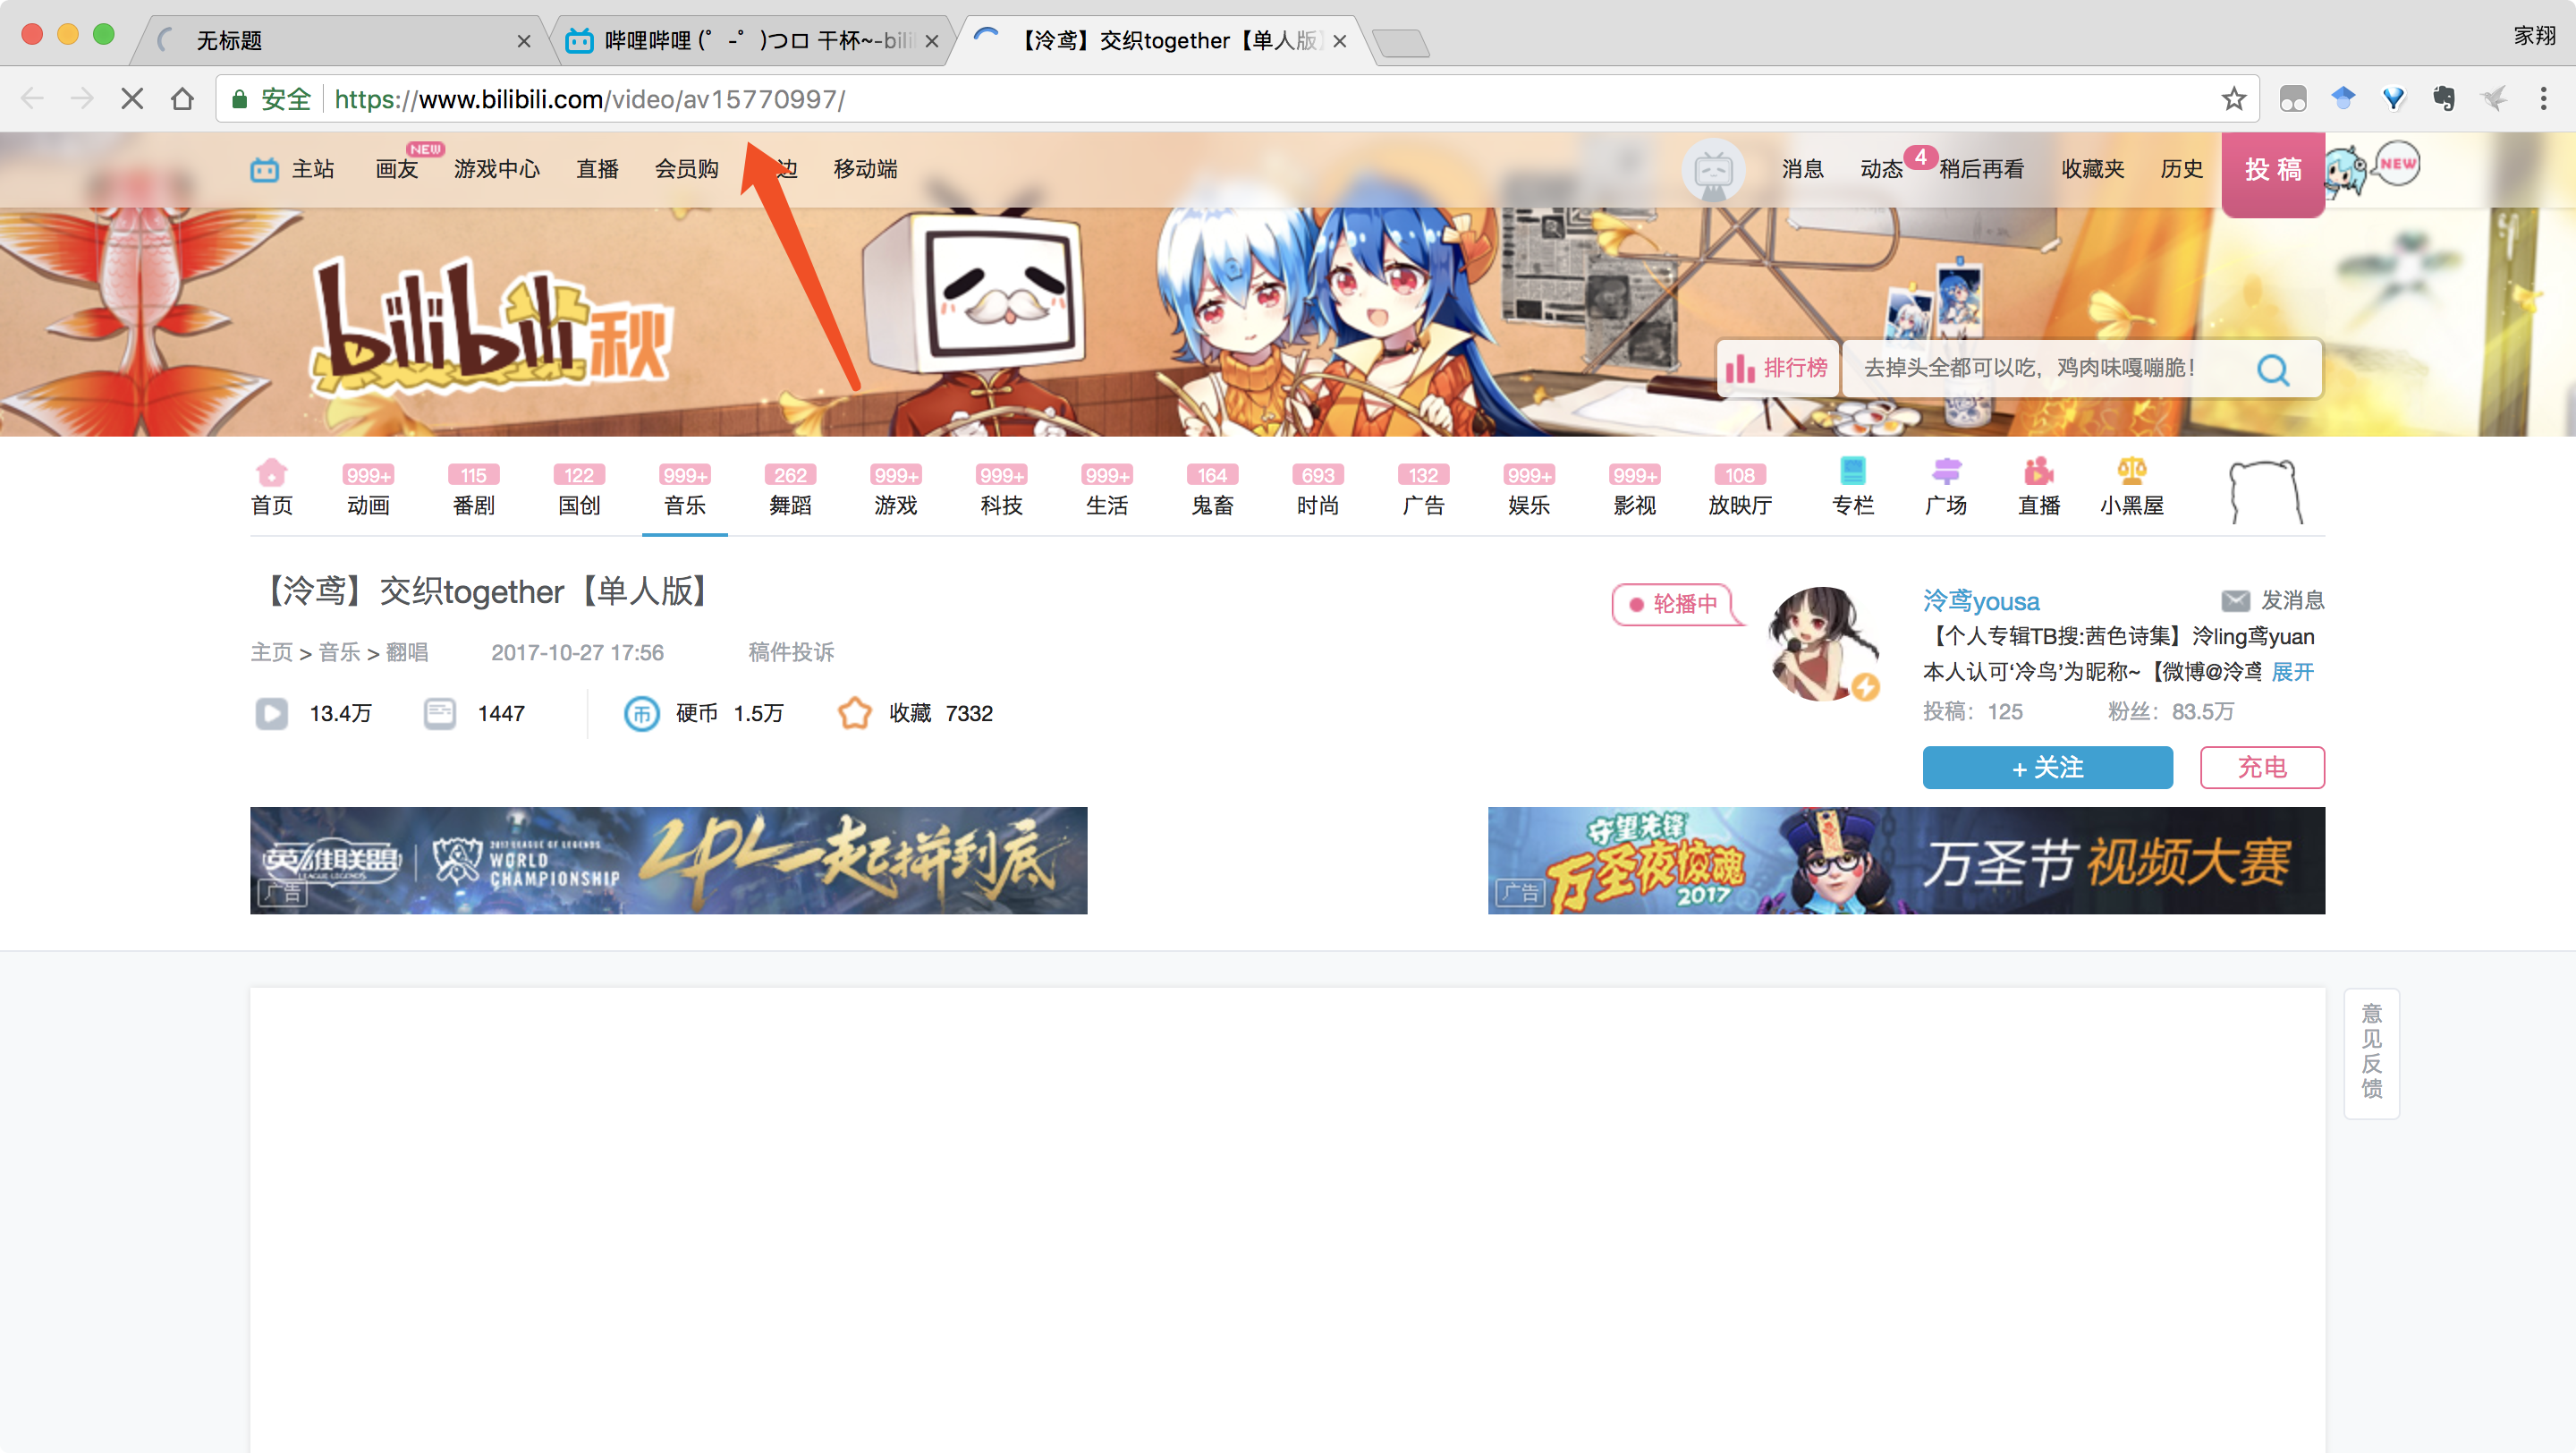 无标题
哔哩哔哩 (゜-゜)つロ 干杯~-bili
【泠鸢】交织together【单人版】
家翔
安全 https://www.bilibili.com/video/av15770997/
主站 画友 NEW 游戏中心 直播 会员购 边 移动端
消息 动态 4 稍后再看 收藏夹 历史 投稿 NEW
bilibili 秋
排行榜 去掉头全都可以吃，鸡肉味嘎嘣脆！
999+ 115 122 999+ 262 999+ 999+ 999+ 164 693 132 999+ 999+ 108
首页 动画 番剧 国创 音乐 舞蹈 游戏 科技 生活 鬼畜 时尚 广告 娱乐 影视 放映厅 专栏 广场 直播 小黑屋
【泠鸢】交织together【单人版】
主页 > 音乐 > 翻唱 2017-10-27 17:56 稿件投诉
13.4万 1447 硬币 1.5万 收藏 7332
轮播中
泠鸢yousa 发消息
【个人专辑TB搜:茜色诗集】泠ling鸢yuan
本人认可‘冷鸟’为昵称~【微博@泠鸢 展开
投稿：125 粉丝：83.5万
+ 关注 充电
英雄联盟
LEAGUE LEGENDS
2017 LEAGUE OF LEGENDS
WORLD
CHAMPIONSHIP
LPL一起拼到底
广告
守望先锋
万圣夜惊魂
2017
万圣节视频大赛
广告
意
见
反
馈